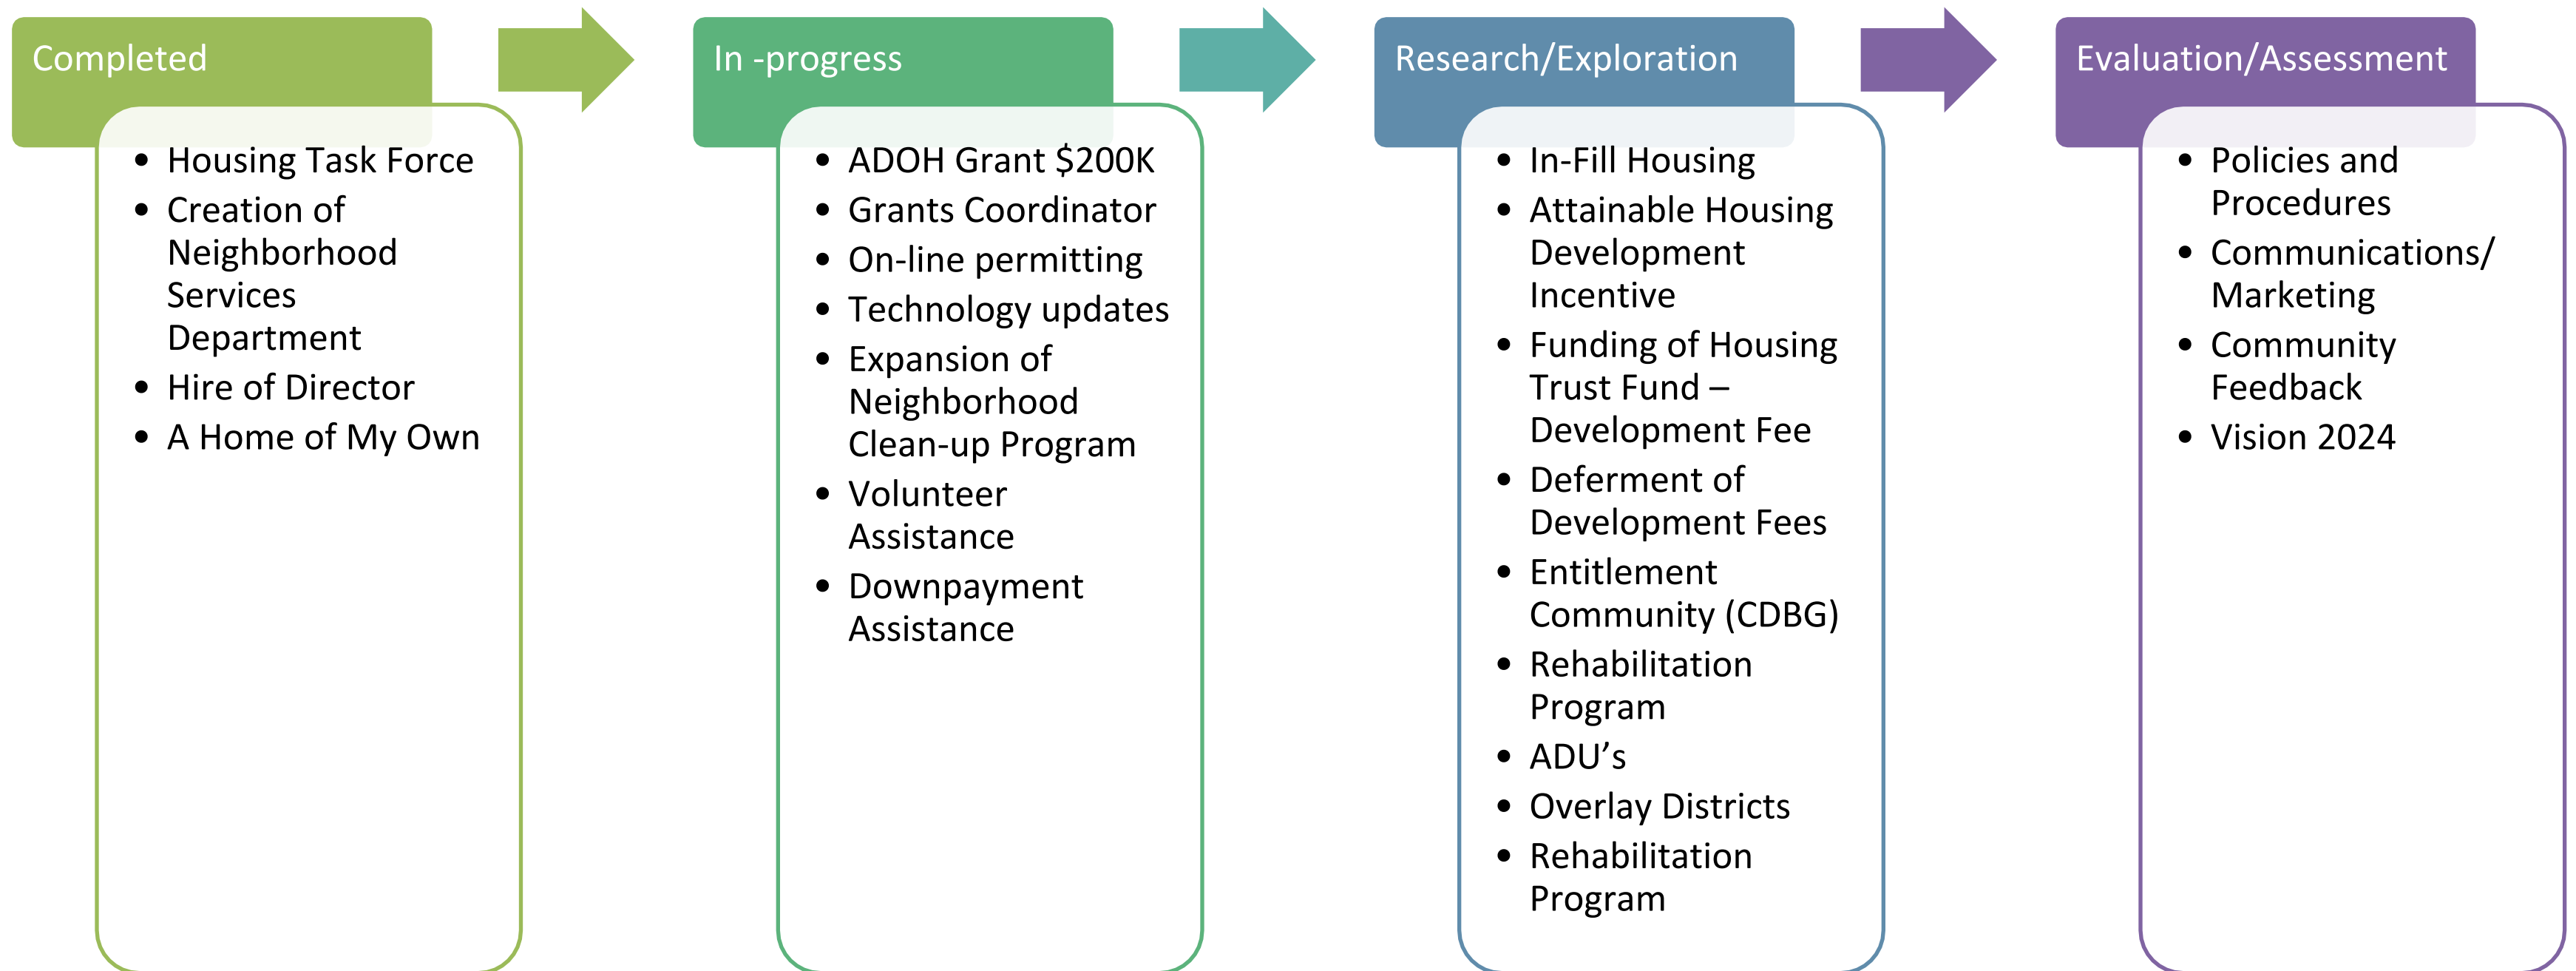 Completed
• Housing Task Force
• Creation of
Neighborhood
Services
Department
• Hire of Director
• A Home of My Own
In -progress
• ADOH Grant $200K
• Grants Coordinator
• On-line permitting
• Technology updates
• Expansion of
Neighborhood
Clean-up Program
• Volunteer
Assistance
• Downpayment
Assistance
Research/Exploration
• In-Fill Housing
• Attainable Housing
Development
Incentive
• Funding of Housing
Trust Fund –
Development Fee
• Deferment of
Development Fees
• Entitlement
Community (CDBG)
• Rehabilitation
Program
• ADU’s
• Overlay Districts
• Rehabilitation
Program
Evaluation/Assessment
• Policies and
Procedures
• Communications/
Marketing
• Community
Feedback
• Vision 2024